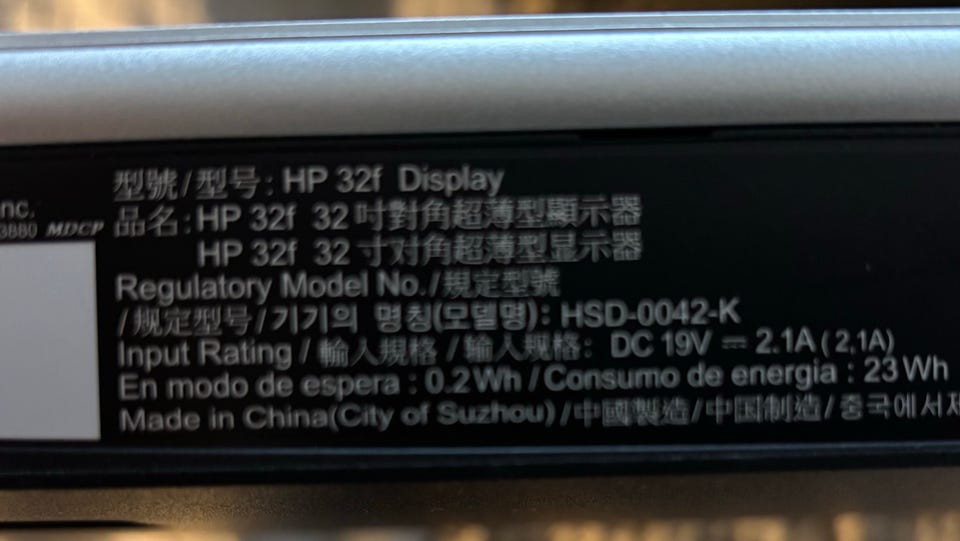 型號/型号: HP 32f Display
nc.
品名: HP 32f 32 吋對角超薄型顯示器
3880 MDCP
HP 32f 32 寸对角超薄型显示器
Regulatory Model No./規定型號
/规定型号/기기의 명칭(모델명): HSD-0042-K
Input Rating / 輸入規格 / 输入规格: DC 19V ⎓ 2.1A (2.1A)
En modo de espera : 0.2Wh / Consumo de energia : 23 Wh
Made in China(City of Suzhou)/中國製造/中国制造/중국에서제